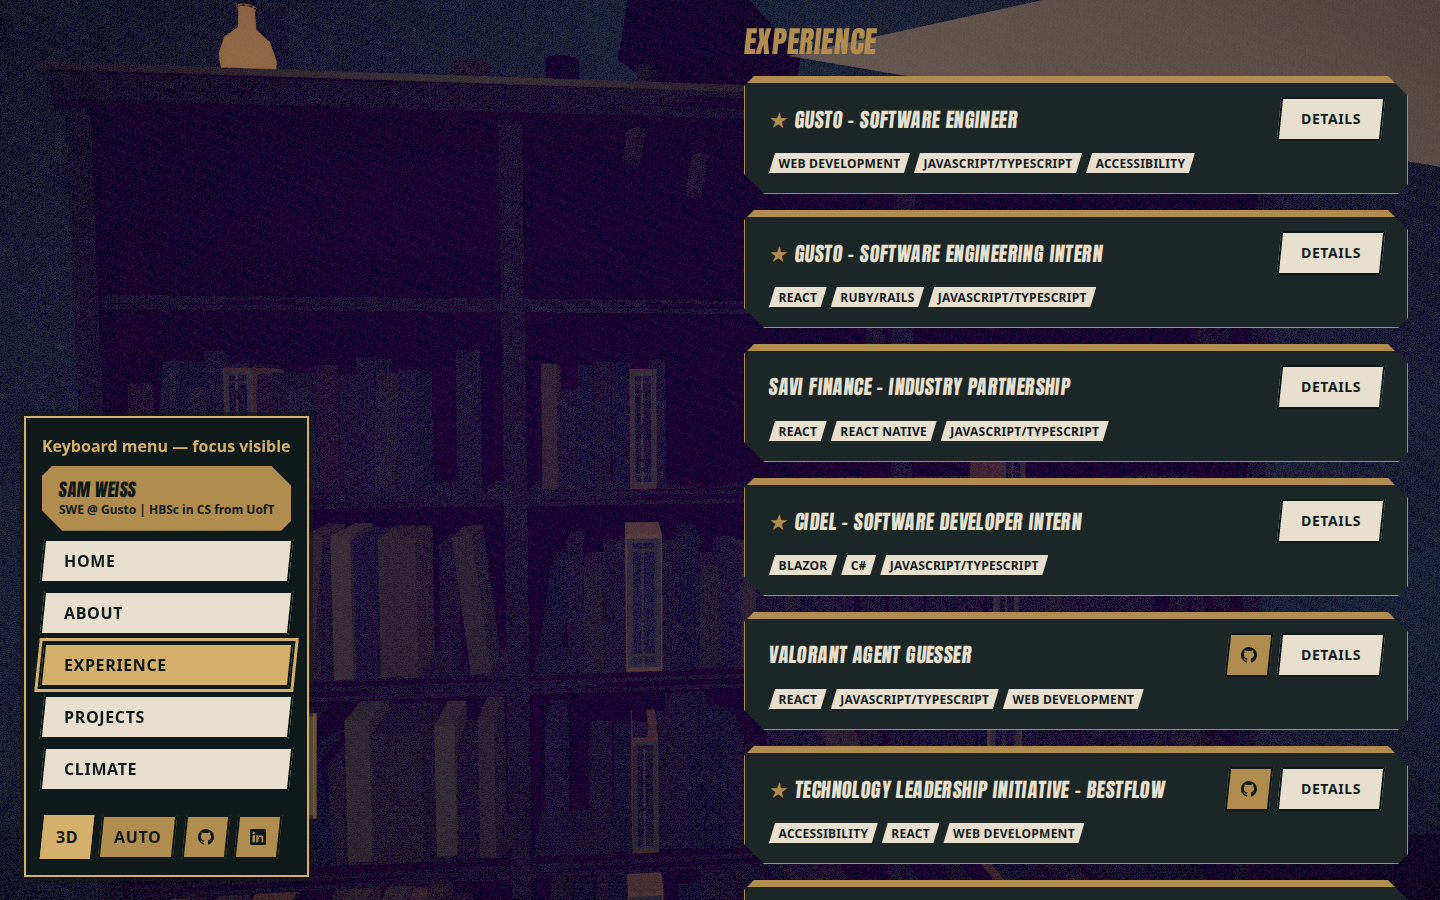 EXPERIENCE
★ GUSTO - SOFTWARE ENGINEER
DETAILS
WEB DEVELOPMENT JAVASCRIPT/TYPESCRIPT ACCESSIBILITY
★ GUSTO - SOFTWARE ENGINEERING INTERN
DETAILS
REACT RUBY/RAILS JAVASCRIPT/TYPESCRIPT
SAVI FINANCE - INDUSTRY PARTNERSHIP
DETAILS
REACT REACT NATIVE JAVASCRIPT/TYPESCRIPT
★ CIDEL - SOFTWARE DEVELOPER INTERN
DETAILS
BLAZOR C# JAVASCRIPT/TYPESCRIPT
VALORANT AGENT GUESSER
DETAILS
REACT JAVASCRIPT/TYPESCRIPT WEB DEVELOPMENT
★ TECHNOLOGY LEADERSHIP INITIATIVE - BESTFLOW
DETAILS
ACCESSIBILITY REACT WEB DEVELOPMENT
Keyboard menu — focus visible
SAM WEISS
SWE @ Gusto | HBSc in CS from UofT
HOME
ABOUT
EXPERIENCE
PROJECTS
CLIMATE
3D AUTO